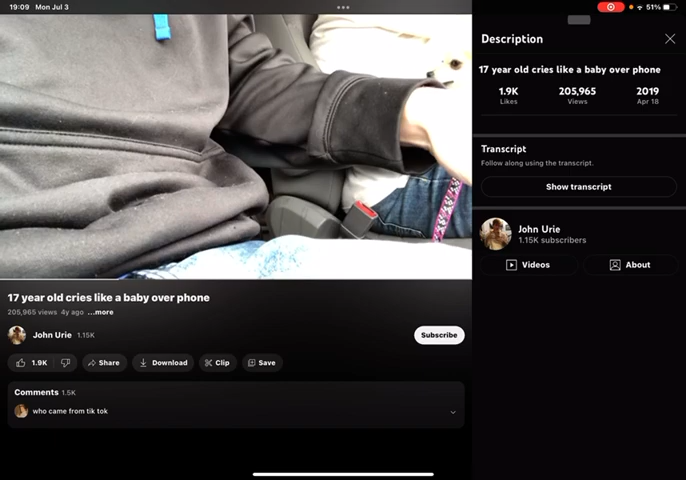 19:09 Mon Jul 3
51%
17 year old cries like a baby over phone
205,965 views 4y ago ...more
John Urie 1.15K
Subscribe
1.9K
Share
Download
Clip
Save
Comments 1.5K
who came from tik tok
Description
17 year old cries like a baby over phone
1.9K 205,965 2019
Likes Views Apr 18
Transcript
Follow along using the transcript.
Show transcript
John Urie
1.15K subscribers
Videos About